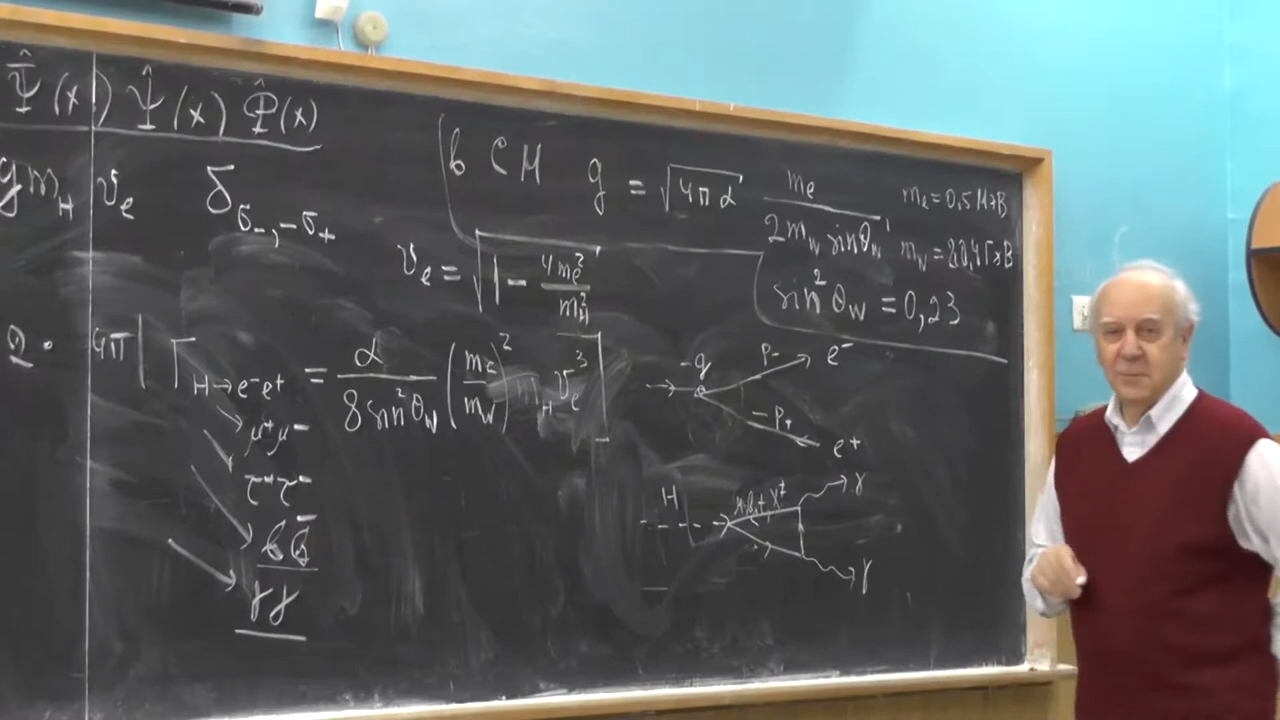 Ψ̄̂(x) Ψ̂(x) Φ̂(x)
g m_H v_e δ_{σ₋,-σ₊}
в СМ g = √(4πα) m_e / (2m_W sinθ_W)
m_e = 0,5 МэВ
m_W = 80,4 ГэВ
sin²θ_W = 0,23
v_e = √(1 - 4m_e²/m_H²)
4π | Γ_{H→e⁻e⁺} = α/(8sin²θ_W) (m_e/m_W)² m_H v_e³
→ μ⁺μ⁻
τ⁺τ⁻
→ b b̄
→ γγ
-g p₋ e⁻
-p₊ e⁺
H γ
γ